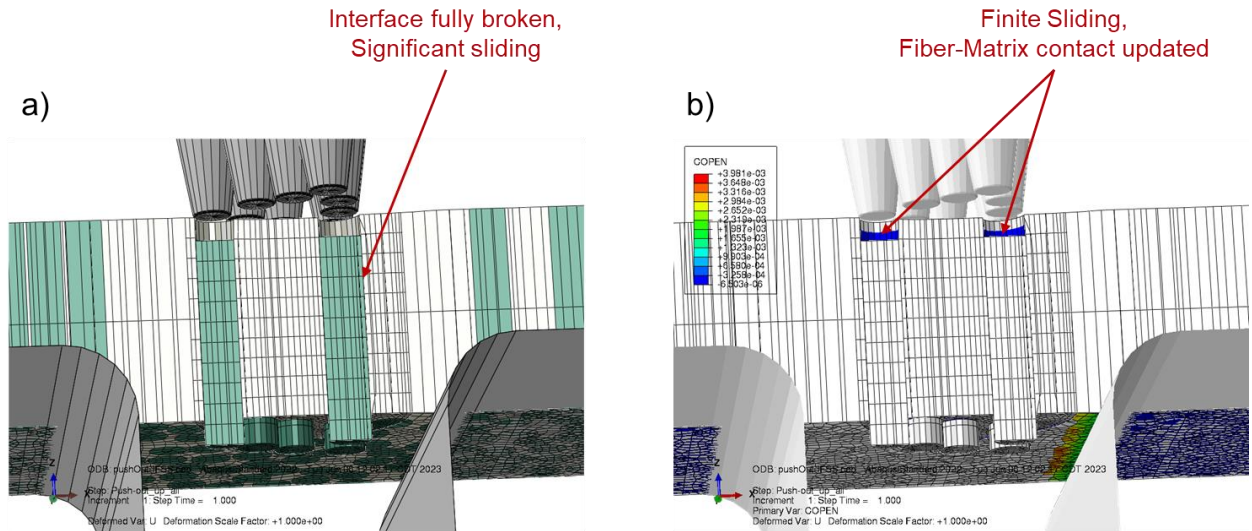 Interface fully broken,
Significant sliding
Finite Sliding,
Fiber-Matrix contact updated
a)
b)
COPEN
+3.981e-03
+3.648e-03
+3.316e-03
+2.984e-03
+2.652e-03
+2.319e-03
+1.987e-03
+1.655e-03
+1.323e-03
+9.903e-04
+6.580e-04
+3.258e-04
-6.503e-06
Z
X
ODB:
2023
Step: Push-out_up_all
Increment 1: Step Time = 1.000
Deformed Var: U Deformation Scale Factor: +1.000e+00
Z
X
ODB:
2023
Step: Push-out_up_all
Increment 1: Step Time = 1.000
Primary Var: COPEN
Deformed Var: U Deformation Scale Factor: +1.000e+00